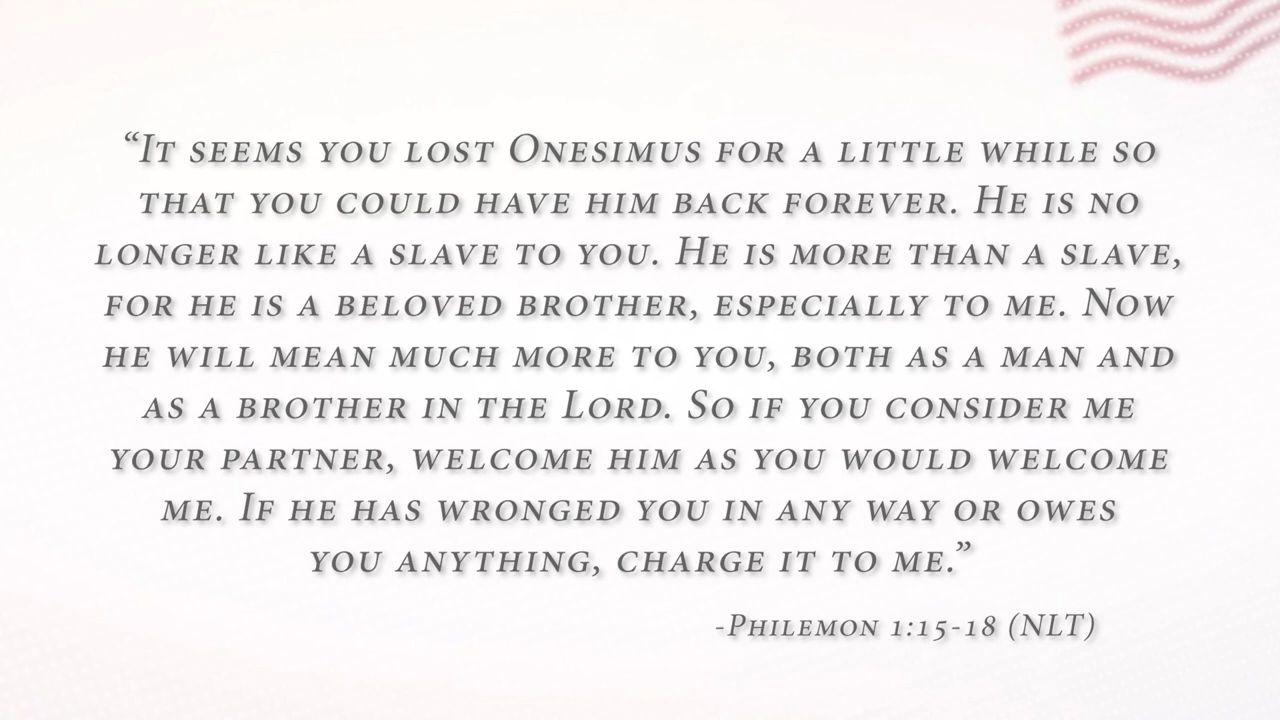 “It seems you lost Onesimus for a little while so
that you could have him back forever. He is no
longer like a slave to you. He is more than a slave,
for he is a beloved brother, especially to me. Now
he will mean much more to you, both as a man and
as a brother in the Lord. So if you consider me
your partner, welcome him as you would welcome
me. If he has wronged you in any way or owes
you anything, charge it to me.”
-Philemon 1:15-18 (NLT)